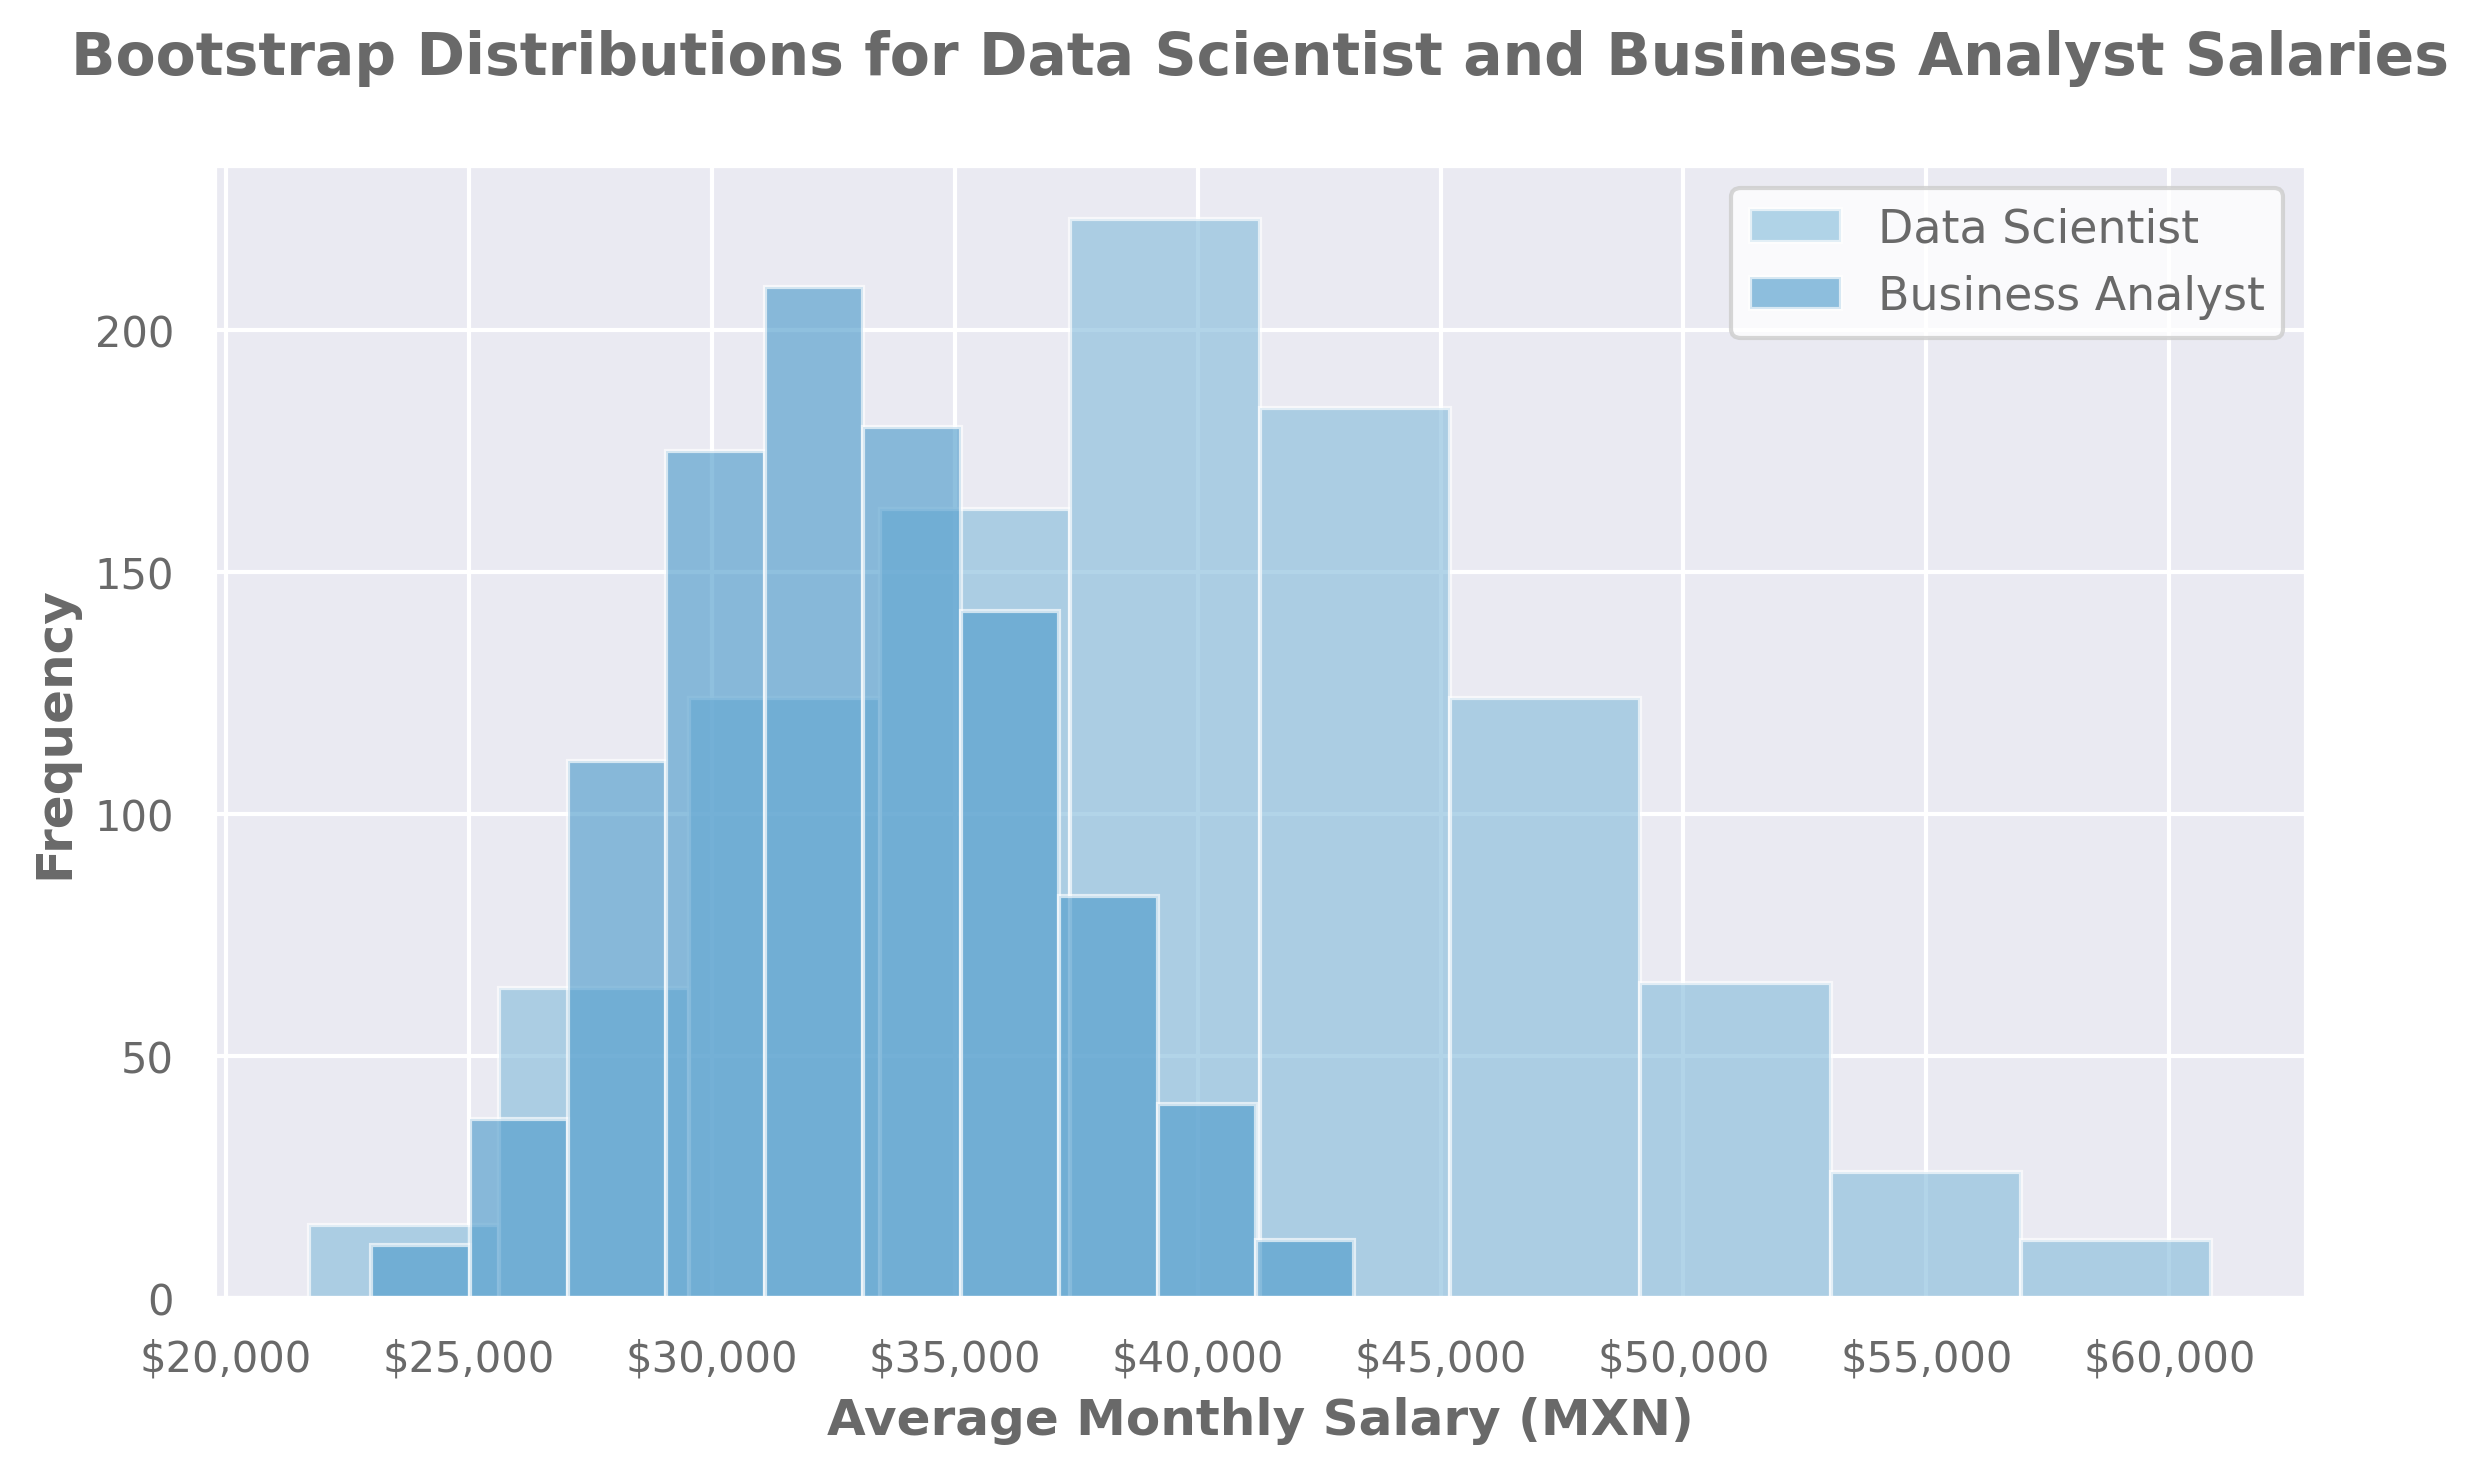 Bootstrap Distributions for Data Scientist and Business Analyst Salaries
Data Scientist
Business Analyst
Frequency
200
150
100
50
0
$20,000 $25,000 $30,000 $35,000 $40,000 $45,000 $50,000 $55,000 $60,000
Average Monthly Salary (MXN)